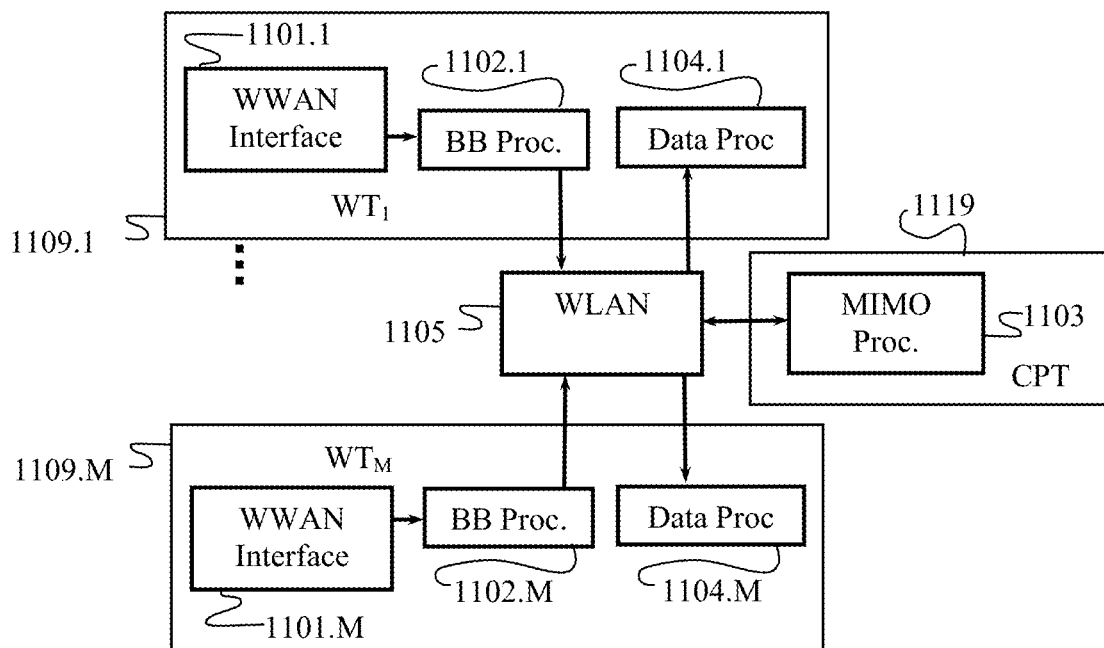 1101.1
1102.1
1104.1
WWAN
Interface
BB Proc.
Data Proc
WT1
1109.1
1119
WLAN
MIMO
Proc.
1103
1105
CPT
1109.M
WTM
WWAN
Interface
BB Proc.
Data Proc
1102.M
1104.M
1101.M